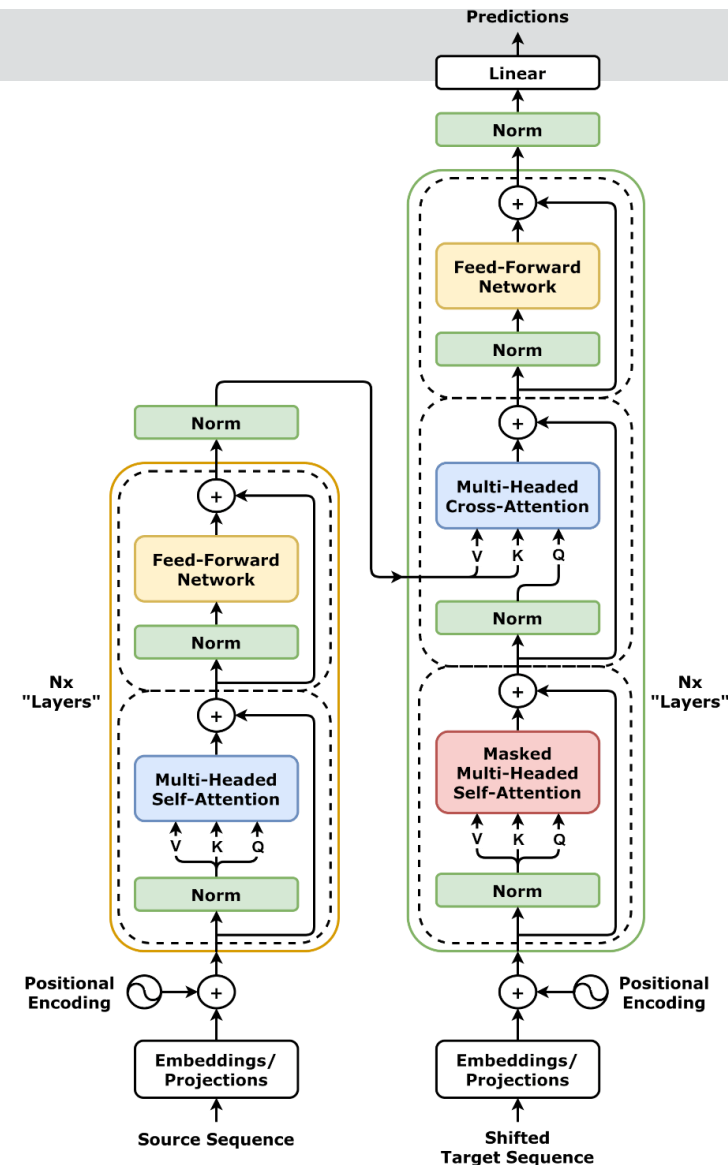 Predictions
Linear
Norm
Feed-Forward
Network
Norm
Norm
Multi-Headed
Cross-Attention
V K Q
Norm
Feed-Forward
Network
Norm
Nx
"Layers"
Nx
"Layers"
Multi-Headed
Self-Attention
V K Q
Norm
Masked
Multi-Headed
Self-Attention
V K Q
Norm
Positional
Encoding
Positional
Encoding
Embeddings/
Projections
Embeddings/
Projections
Source Sequence
Shifted
Target Sequence